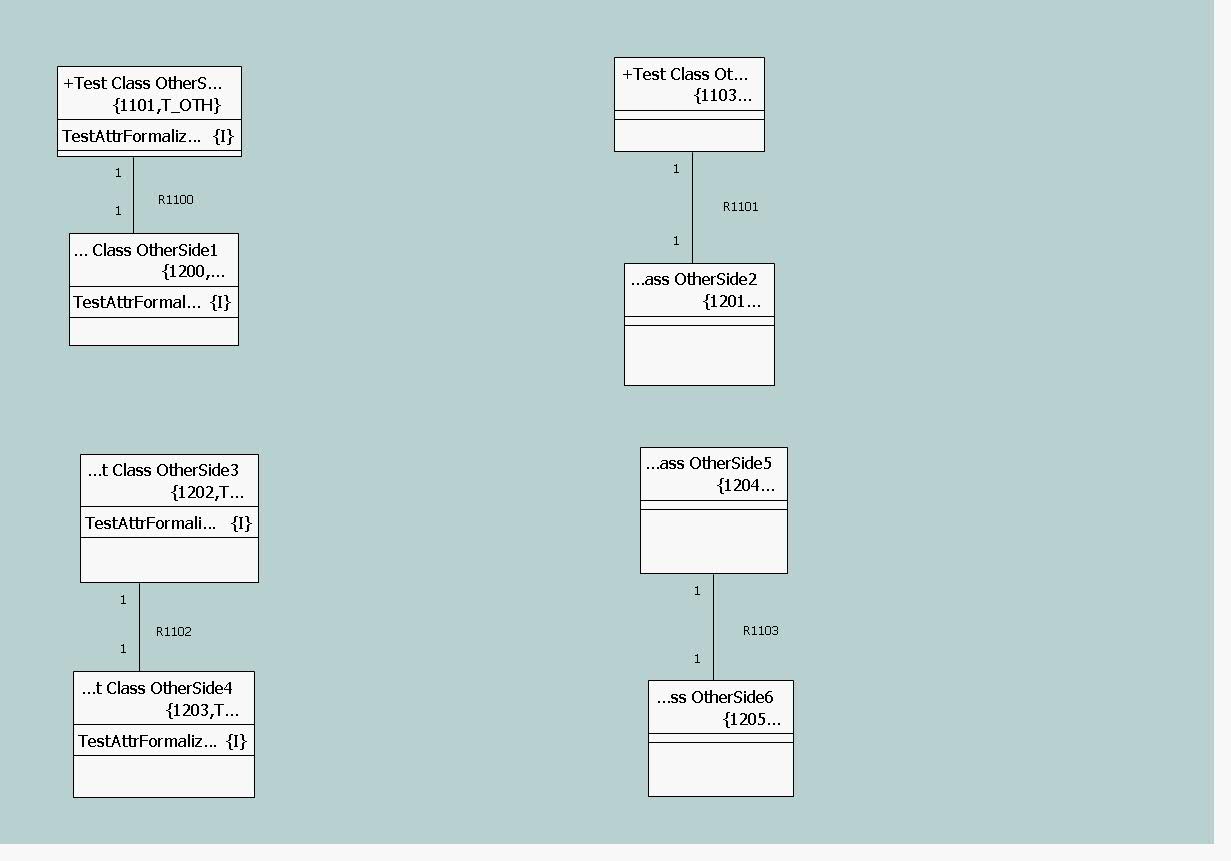 +Test Class OtherS...
{1101,T_OTH}
TestAttrFormaliz... {I}
1
R1100
1
... Class OtherSide1
{1200,...
TestAttrFormal... {I}
+Test Class Ot...
{1103...
1
R1101
1
...ass OtherSide2
{1201...
...t Class OtherSide3
{1202,T...
TestAttrFormali... {I}
1
R1102
1
...t Class OtherSide4
{1203,T...
TestAttrFormaliz... {I}
...ass OtherSide5
{1204...
1
R1103
1
...ss OtherSide6
{1205...